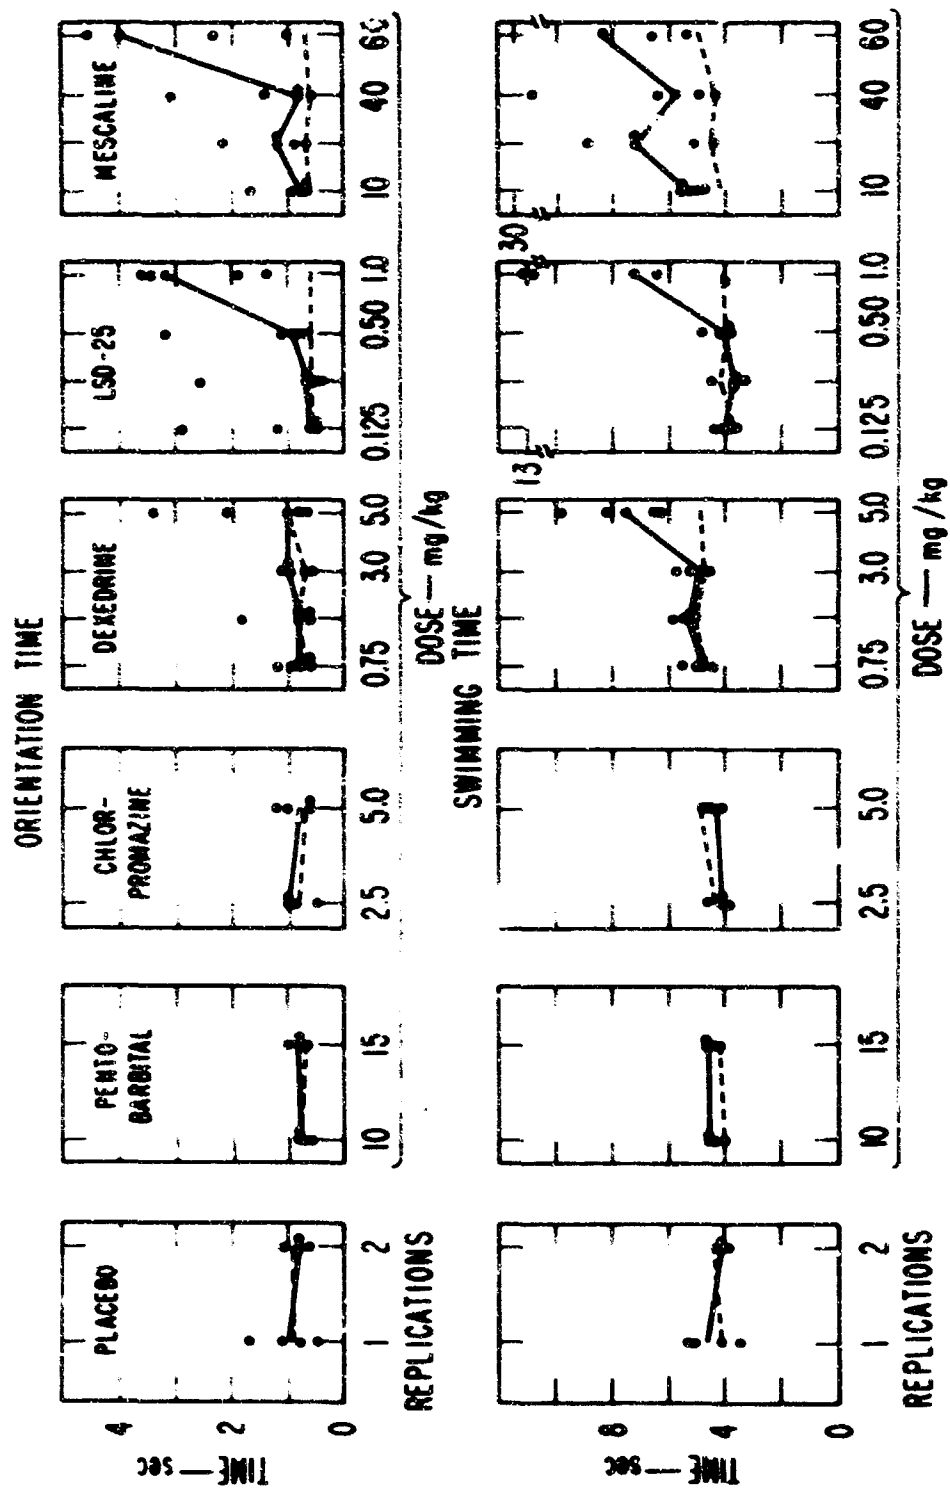 ORIENTATION TIME
TIME — sec
4
2
0
PLACEBO
1
2
REPLICATIONS
PENTO-
BARBITAL
10
15
CHLOR-
PROMAZINE
2.5
5.0
DEXEDRINE
0.75
3.0
5.0
LSD-25
0.125
0.50
1.0
MESCALINE
10
40
60
DOSE — mg/kg
SWIMMING TIME
TIME — sec
8
4
0
1
2
REPLICATIONS
10
15
2.5
5.0
0.75
3.0
5.0
13
0.125
0.50
1.0
30
10
40
60
DOSE — mg/kg